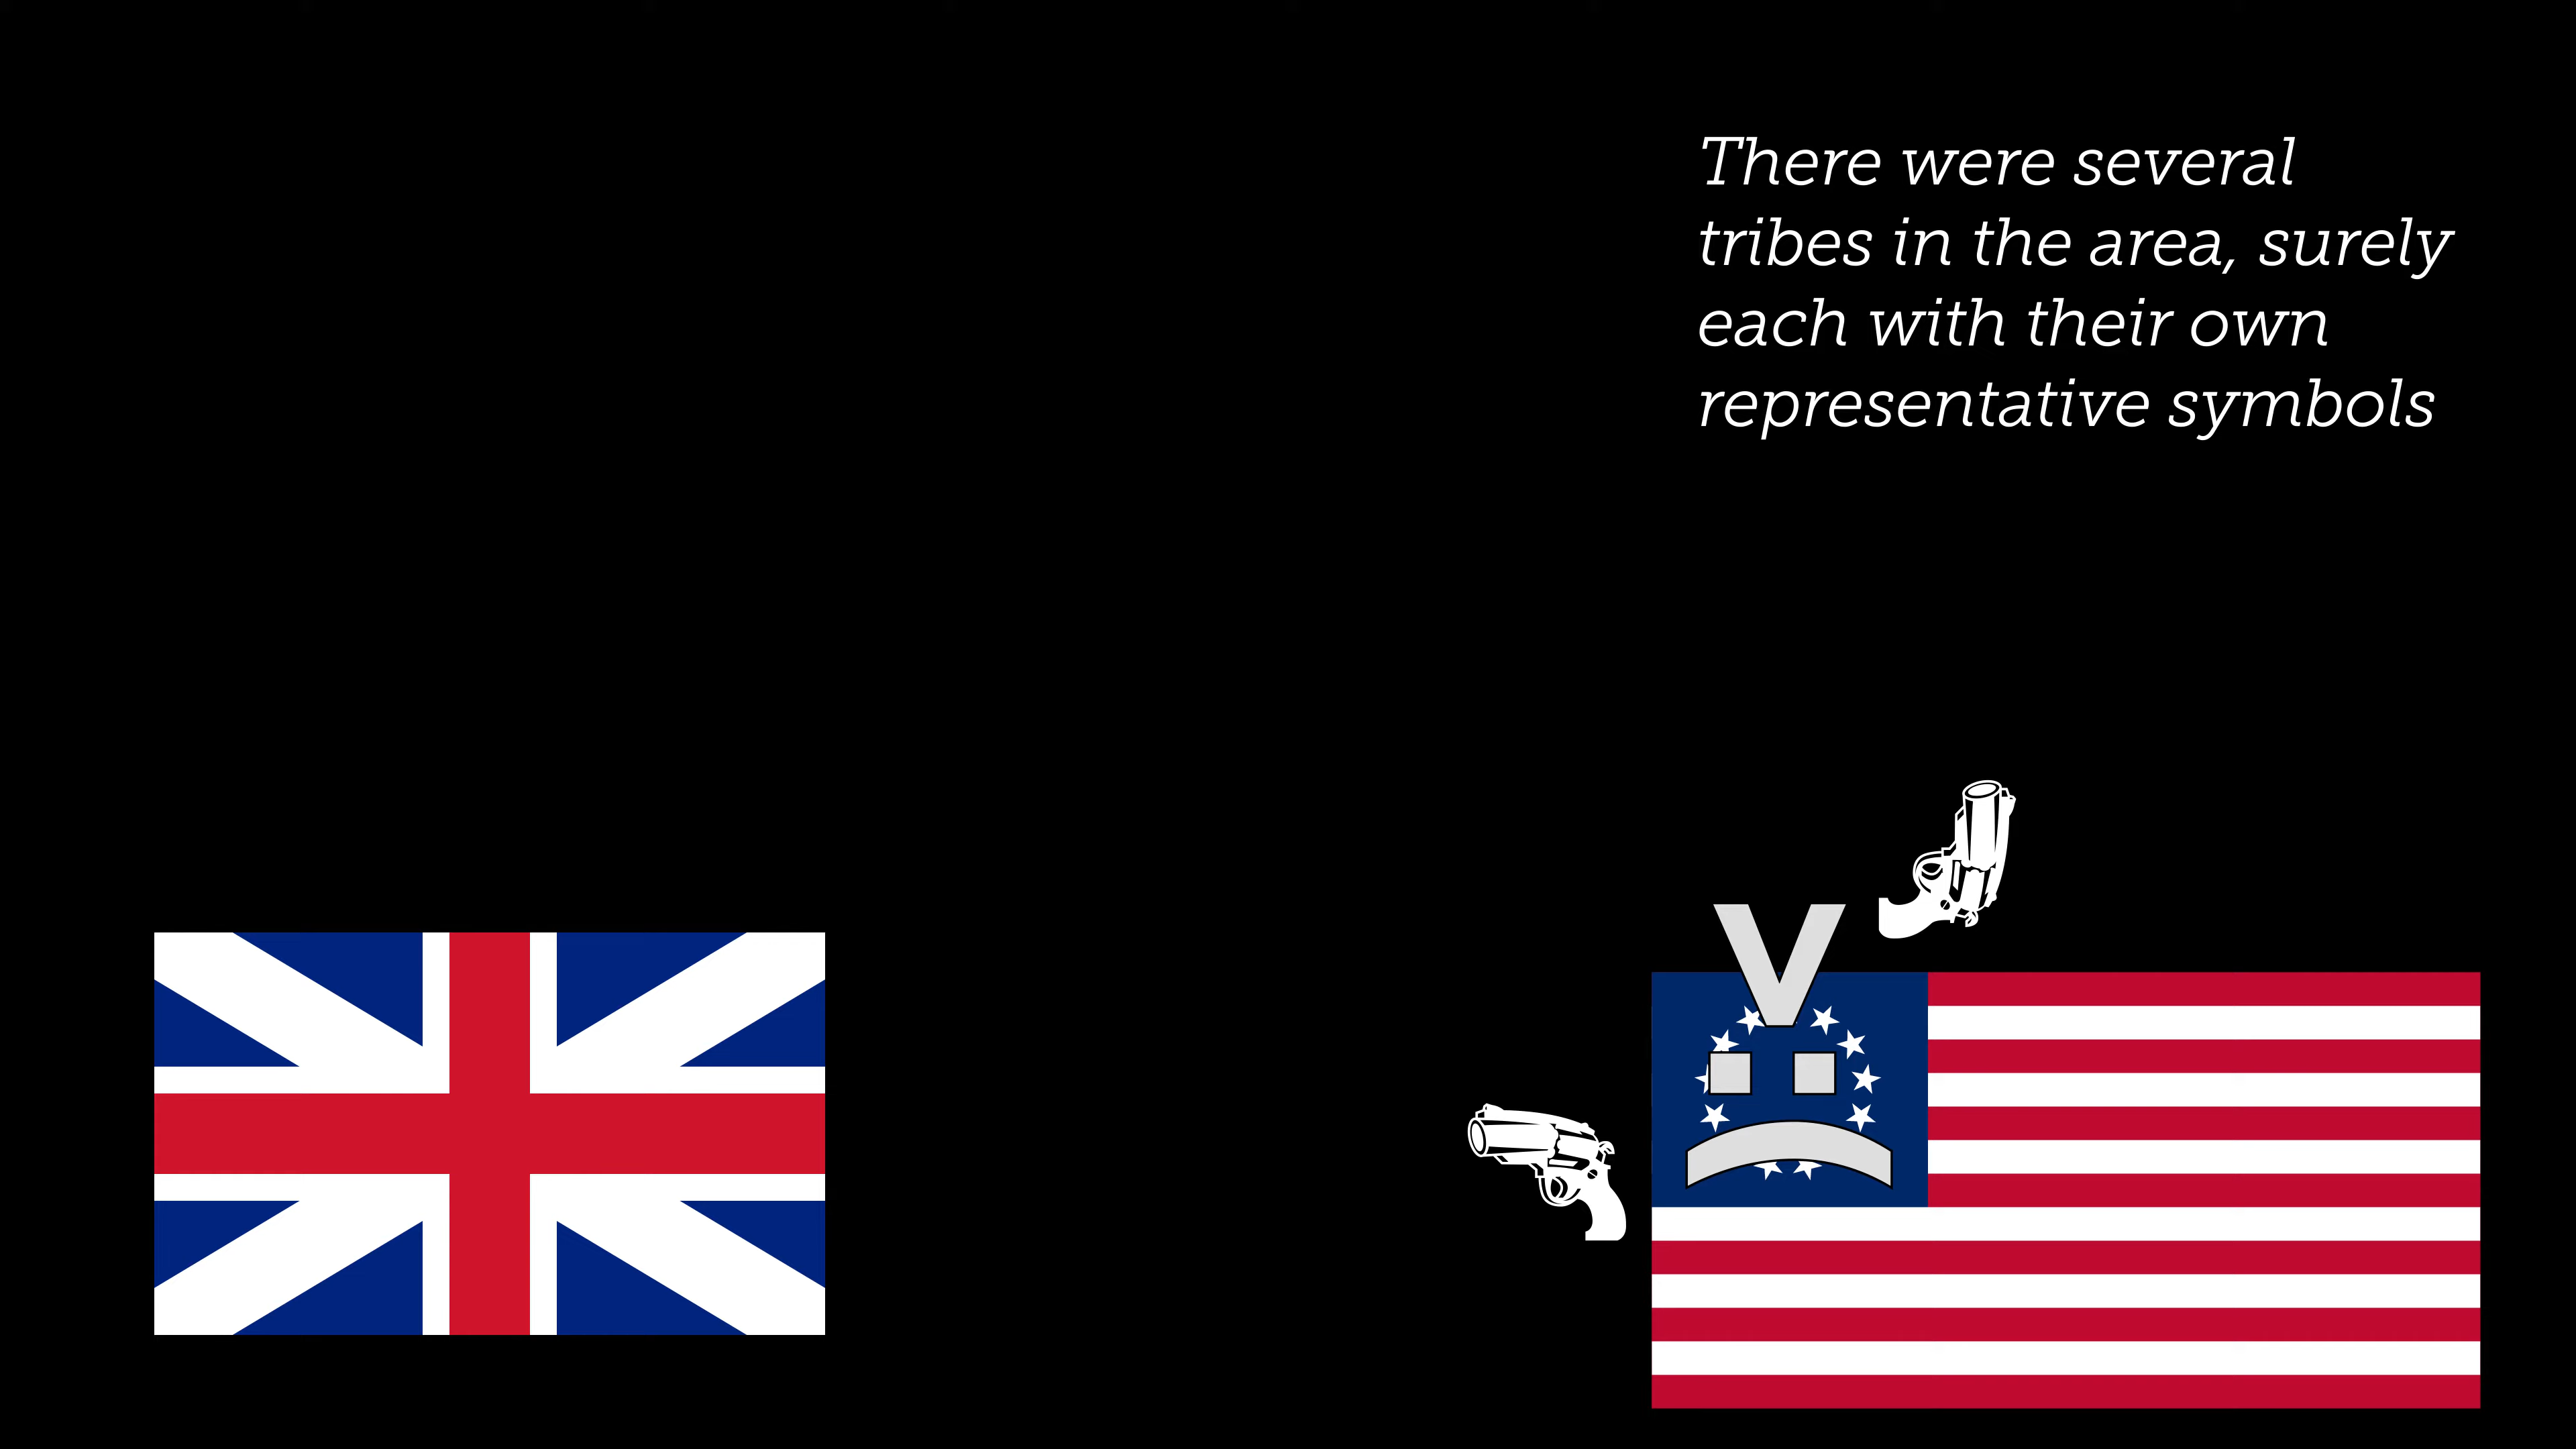 There were several
tribes in the area, surely
each with their own
representative symbols